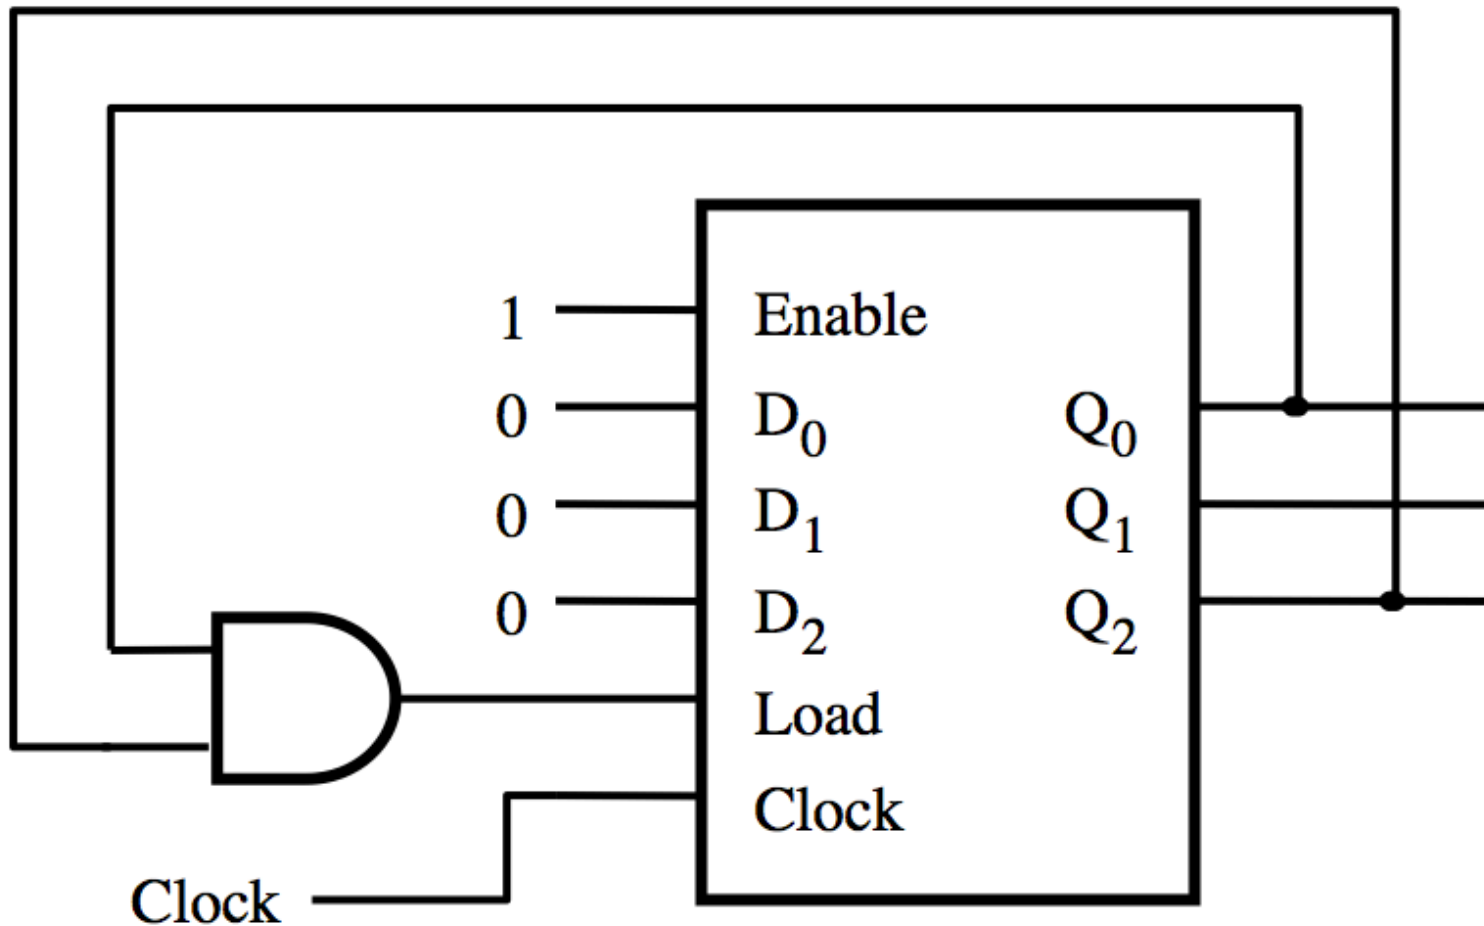 1 Enable
0 D₀ Q₀
0 D₁ Q₁
0 D₂ Q₂
Load
Clock
Clock